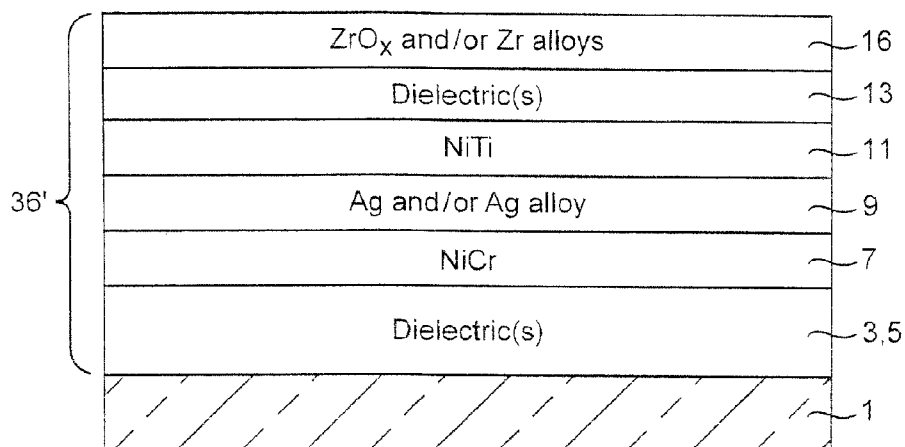 ZrOx and/or Zr alloys 16
Dielectric(s) 13
NiTi 11
36' Ag and/or Ag alloy 9
NiCr 7
Dielectric(s) 3,5
1